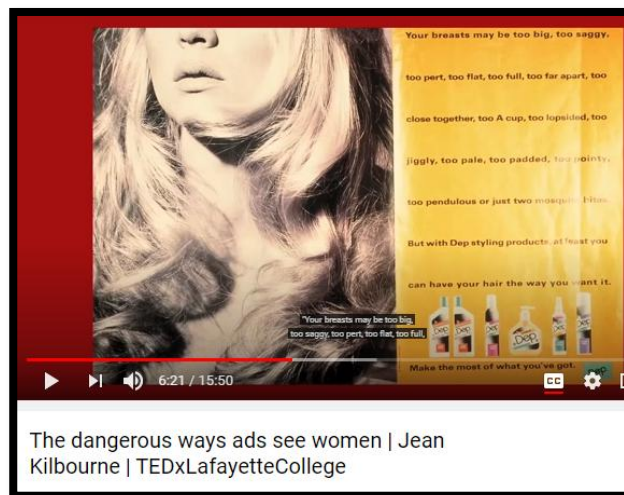 Your breasts may be too big, too saggy,
too pert, too flat, too full, too far apart, too
close together, too A cup, too lopsided, too
jiggly, too pale, too padded, too pointy,
too pendulous or just two mosquito bites.
But with Dep styling products, at least you
can have your hair the way you want it.
"Your breasts may be too big,
too saggy, too pert, too flat, too full,
Dep
Make the most of what you've got.
6:21 / 15:50
CC
The dangerous ways ads see women | Jean
Kilbourne | TEDxLafayetteCollege